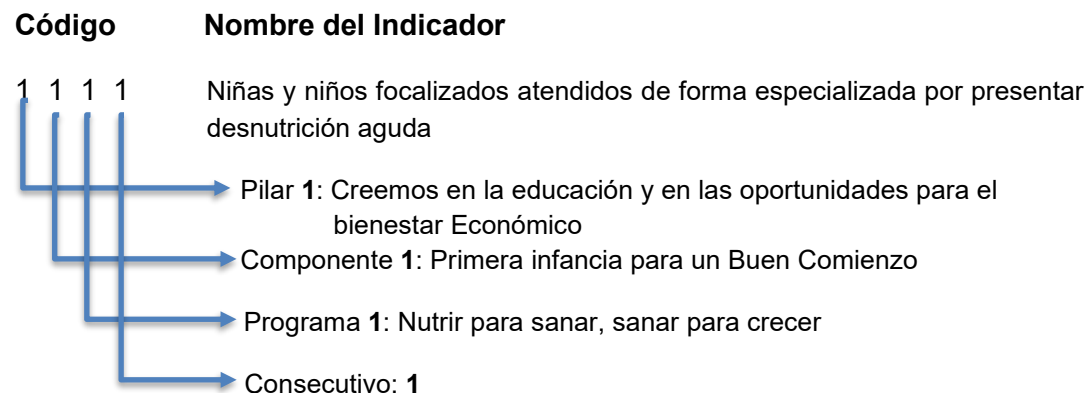 Código Nombre del Indicador
1 1 1 1 Niñas y niños focalizados atendidos de forma especializada por presentar
desnutrición aguda
Pilar 1: Creemos en la educación y en las oportunidades para el
bienestar Económico
Componente 1: Primera infancia para un Buen Comienzo
Programa 1: Nutrir para sanar, sanar para crecer
Consecutivo: 1